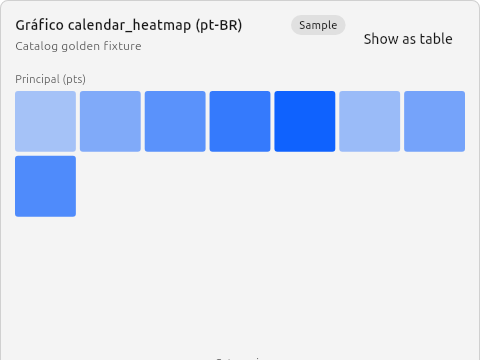 Gráfico calendar_heatmap (pt-BR)
Sample
Show as table
Catalog golden fixture
Principal (pts)